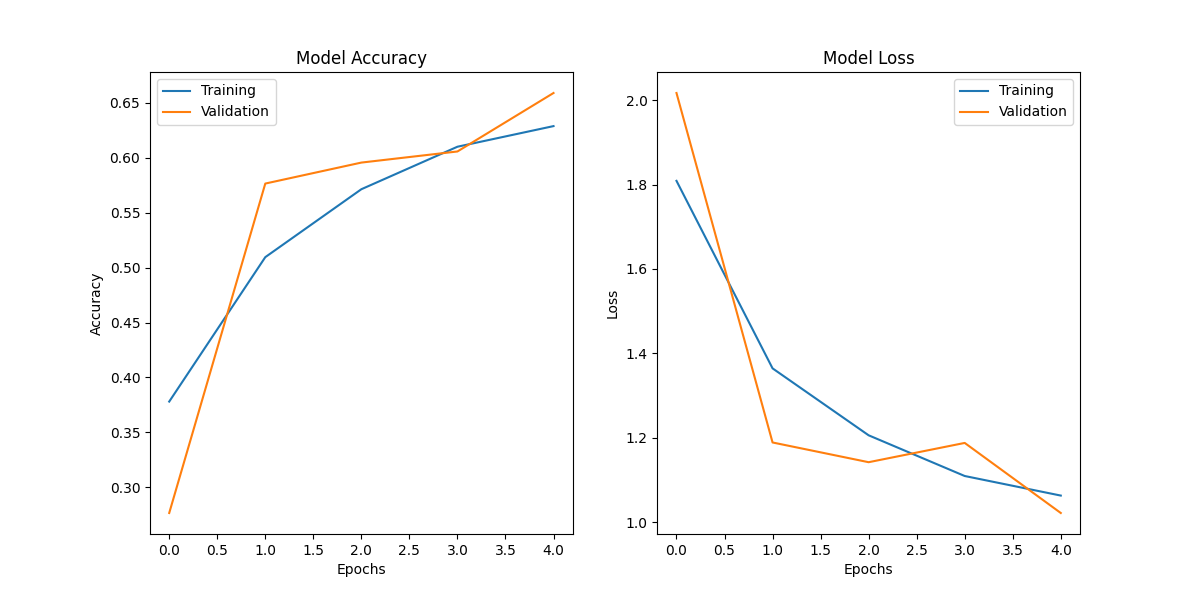 Model Accuracy
Training
Validation
0.65
0.60
0.55
0.50
0.45
0.40
0.35
0.30
Accuracy
0.0 0.5 1.0 1.5 2.0 2.5 3.0 3.5 4.0
Epochs
Model Loss
Training
Validation
2.0
1.8
1.6
1.4
1.2
1.0
Loss
0.0 0.5 1.0 1.5 2.0 2.5 3.0 3.5 4.0
Epochs